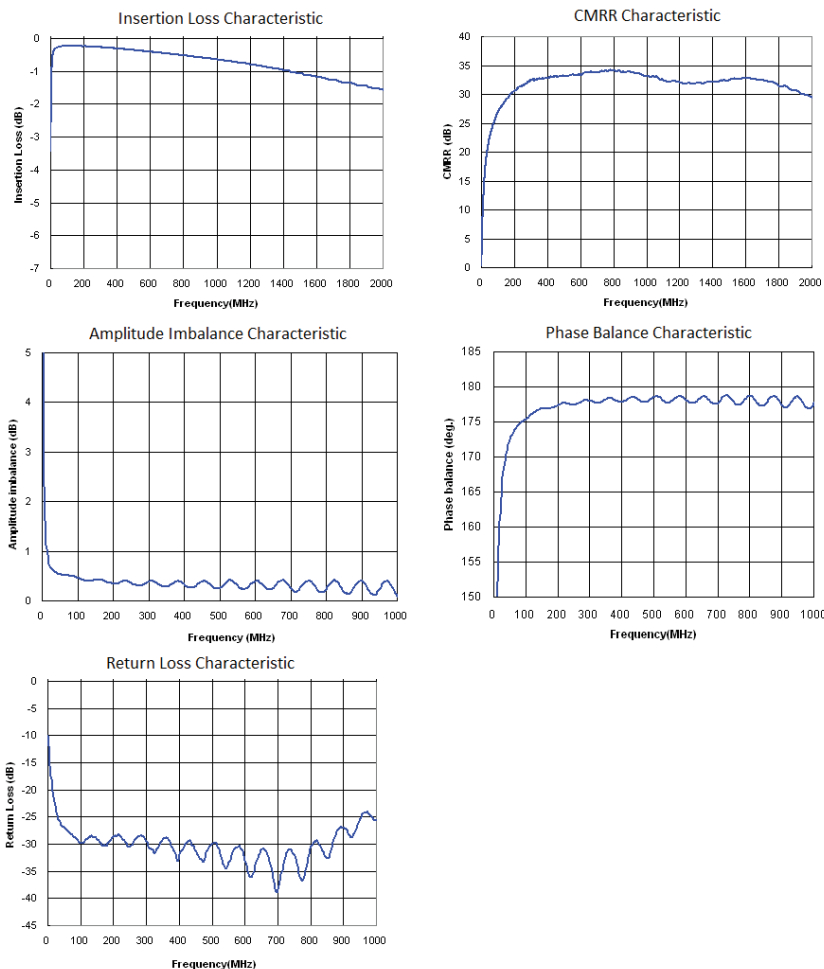 Insertion Loss Characteristic
0
-1
-2
-3
-4
-5
-6
-7
Insertion Loss (dB)
0 200 400 600 800 1000 1200 1400 1600 1800 2000
Frequency(MHz)
CMRR Characteristic
40
35
30
25
20
15
10
5
0
CMRR (dB)
0 200 400 600 800 1000 1200 1400 1600 1800 2000
Frequency(MHz)
Amplitude Imbalance Characteristic
5
4
3
2
1
0
Amplitude imbalance (dB)
0 100 200 300 400 500 600 700 800 900 1000
Frequency (MHz)
Phase Balance Characteristic
185
180
175
170
165
160
155
150
Phase balance (deg.)
0 100 200 300 400 500 600 700 800 900 1000
Frequency(MHz)
Return Loss Characteristic
0
-5
-10
-15
-20
-25
-30
-35
-40
-45
Return Loss (dB)
0 100 200 300 400 500 600 700 800 900 1000
Frequency(MHz)